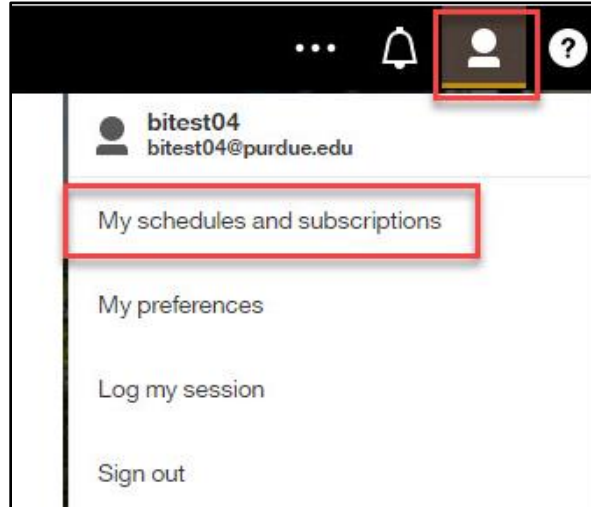 ...
?
bitest04
bitest04@purdue.edu
My schedules and subscriptions
My preferences
Log my session
Sign out